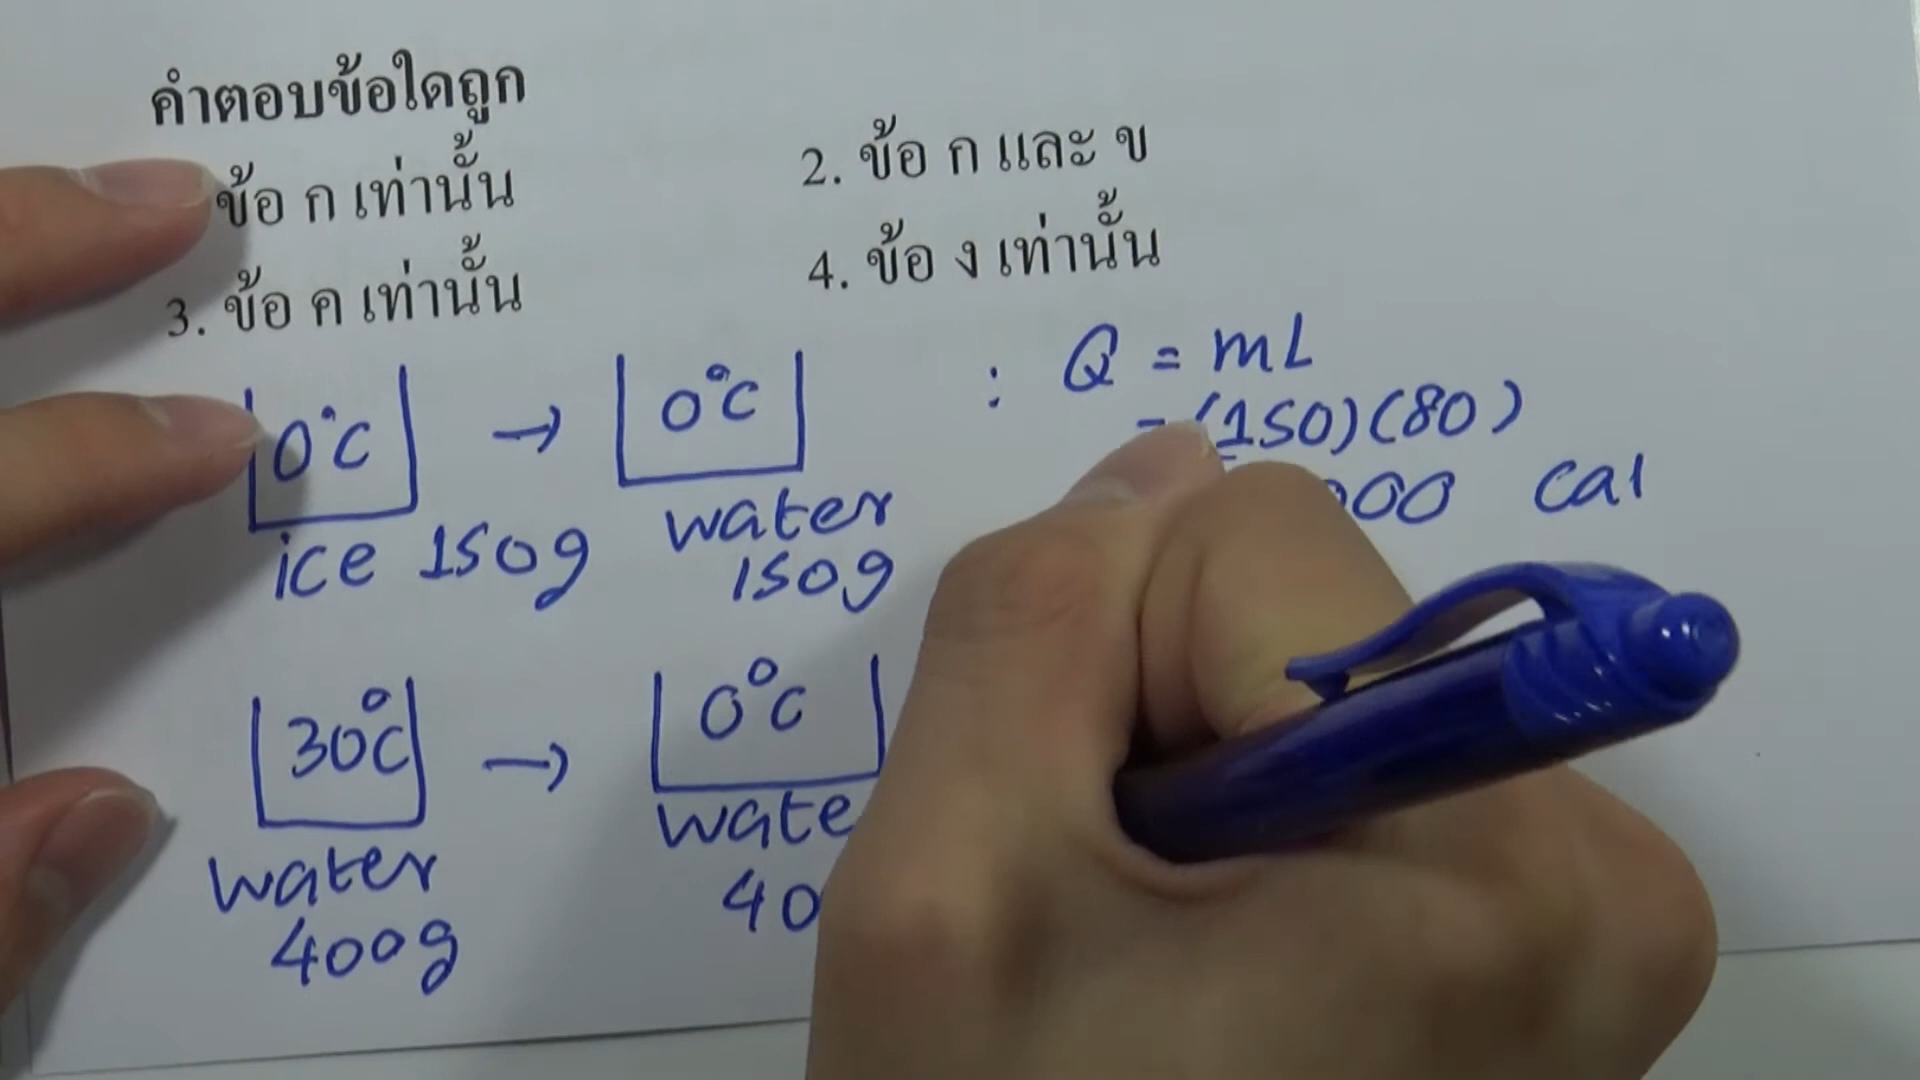 คำตอบข้อใดถูก
ข้อ ก เท่านั้น
2. ข้อ ก และ ข
3. ข้อ ค เท่านั้น
4. ข้อ ง เท่านั้น
0°C → 0°C
ice 150g
water
150g
: Q = mL
= (150)(80)
000 cal
30°C → 0°C
water
400g
wate
40